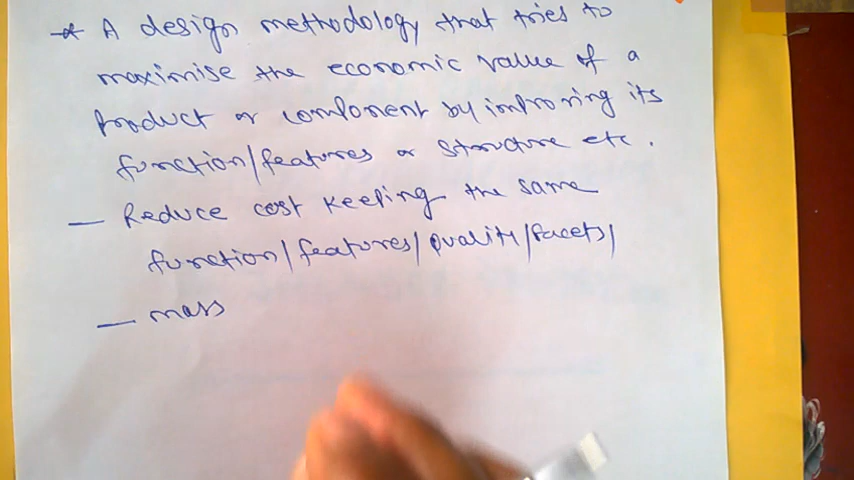 * A design methodology that tries to
maximise the economic value of a
Product or component by improving its
function/features or structure etc.
— Reduce cost Keeping the same
function/features/quality/facets/
— mass